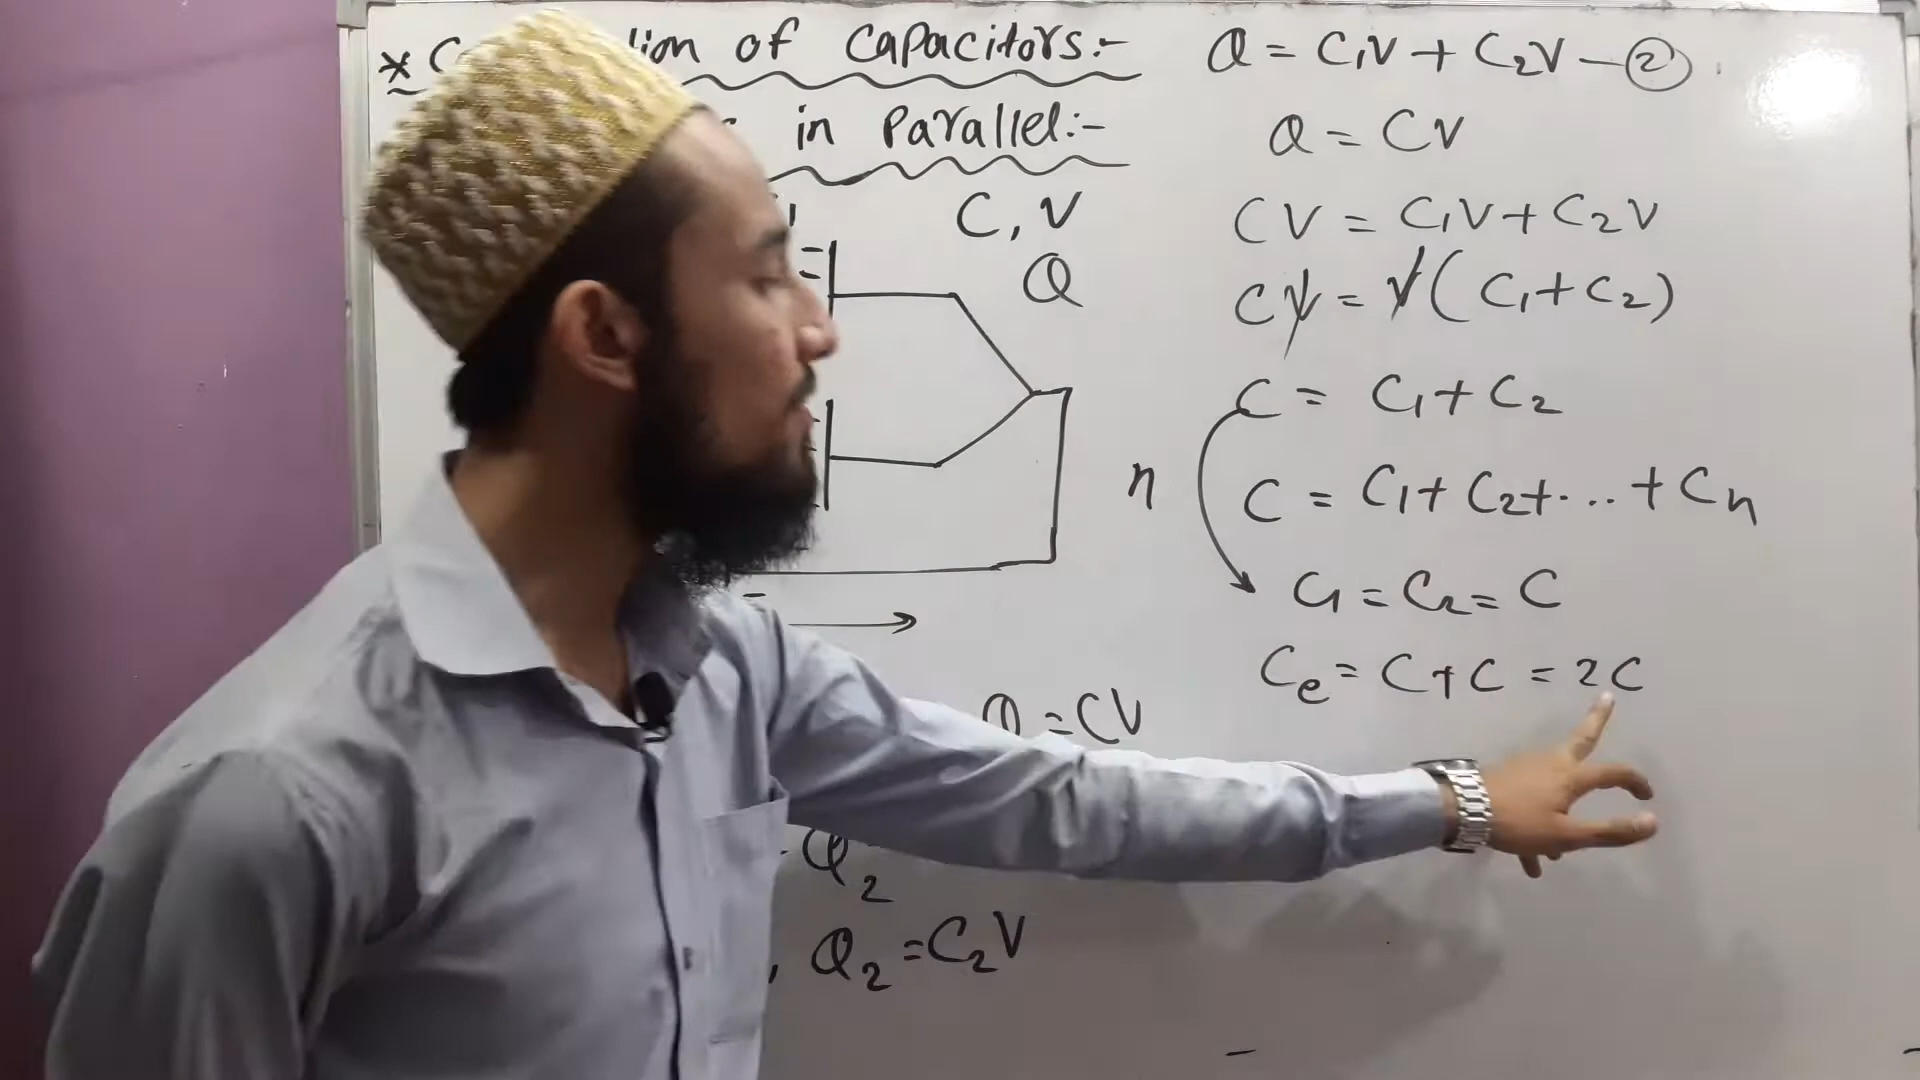 * of Capacitors:-
in Parallel:-
C, V
Q
Q = CV
Q2
, Q2 = C2V
Q = C1V + C2V - 2
Q = CV
CV = C1V + C2V
CV = V(C1 + C2)
C = C1 + C2
n
C = C1 + C2 + ... + Cn
C1 = C2 = C
Ce = C + C = 2C